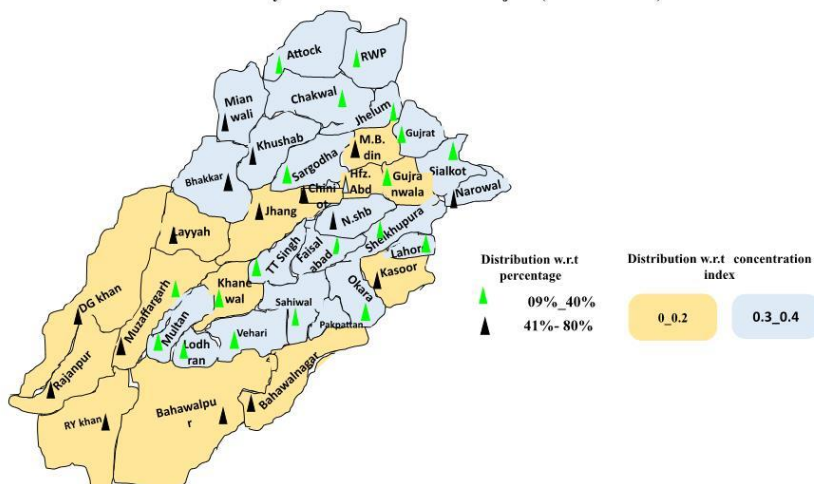 Attock
RWP
Chakwal
Mian
wali
Jhelum
Khushab
Sargodha
M.B.
din
Gujrat
Bhakkar
Hfz.
Abd
Gujra
nwala
Sialkot
Narowal
Chini
ot
Jhang
N.shb
Sheikhupura
Layyah
TT Singh
Faisal
abad
Lahor
Kasoor
DG khan
Muzaffargarh
Khane
wal
Okara
Sahiwal
Multan
Lodh
ran
Vehari
Pakpattan
Rajanpur
RY khan
Bahawalpu
r
Bahawalnagar
Distribution w.r.t
percentage
09%_40%
41%- 80%
Distribution w.r.t concentration
index
0_0.2
0.3_0.4